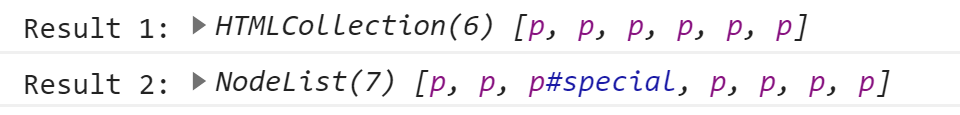 Result 1: ▶ HTMLCollection(6) [p, p, p, p, p, p]
Result 2: ▶ NodeList(7) [p, p, p#special, p, p, p, p]